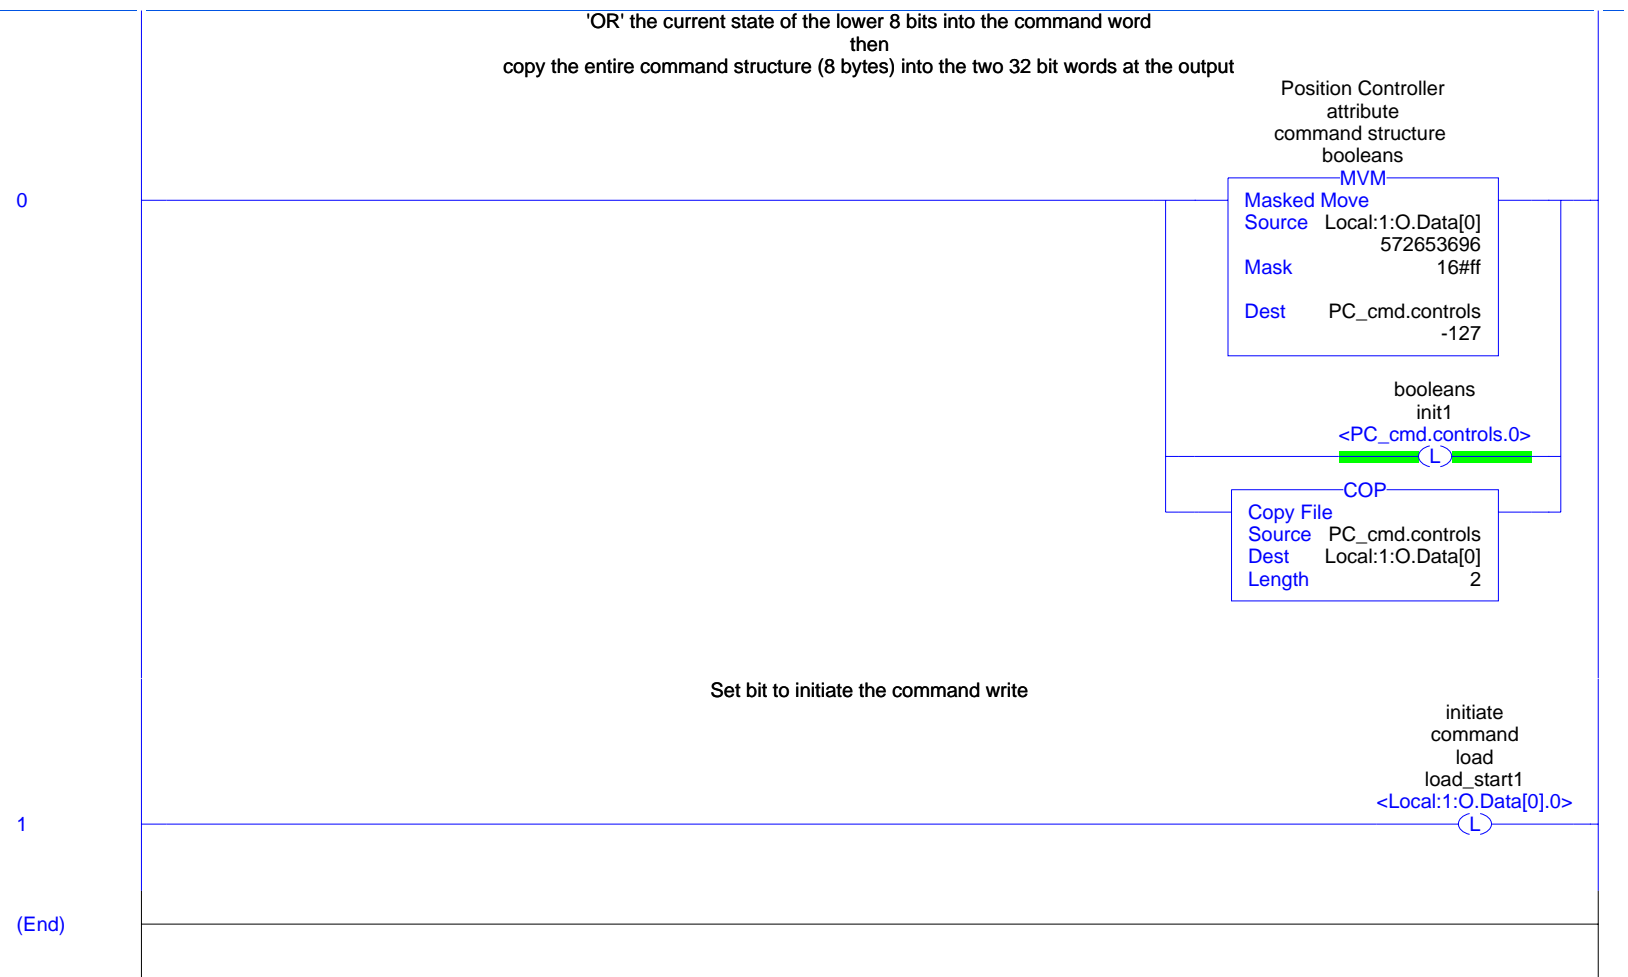 'OR' the current state of the lower 8 bits into the command word
then
copy the entire command structure (8 bytes) into the two 32 bit words at the output
Position Controller
attribute
command structure
booleans
MVM
0
Masked Move
Source Local:1:O.Data[0]
572653696
Mask 16#ff
Dest PC_cmd.controls
-127
booleans
init1
<PC_cmd.controls.0>
L
COP
Copy File
Source PC_cmd.controls
Dest Local:1:O.Data[0]
Length 2
Set bit to initiate the command write
initiate
command
load
load_start1
<Local:1:O.Data[0].0>
1
L
(End)